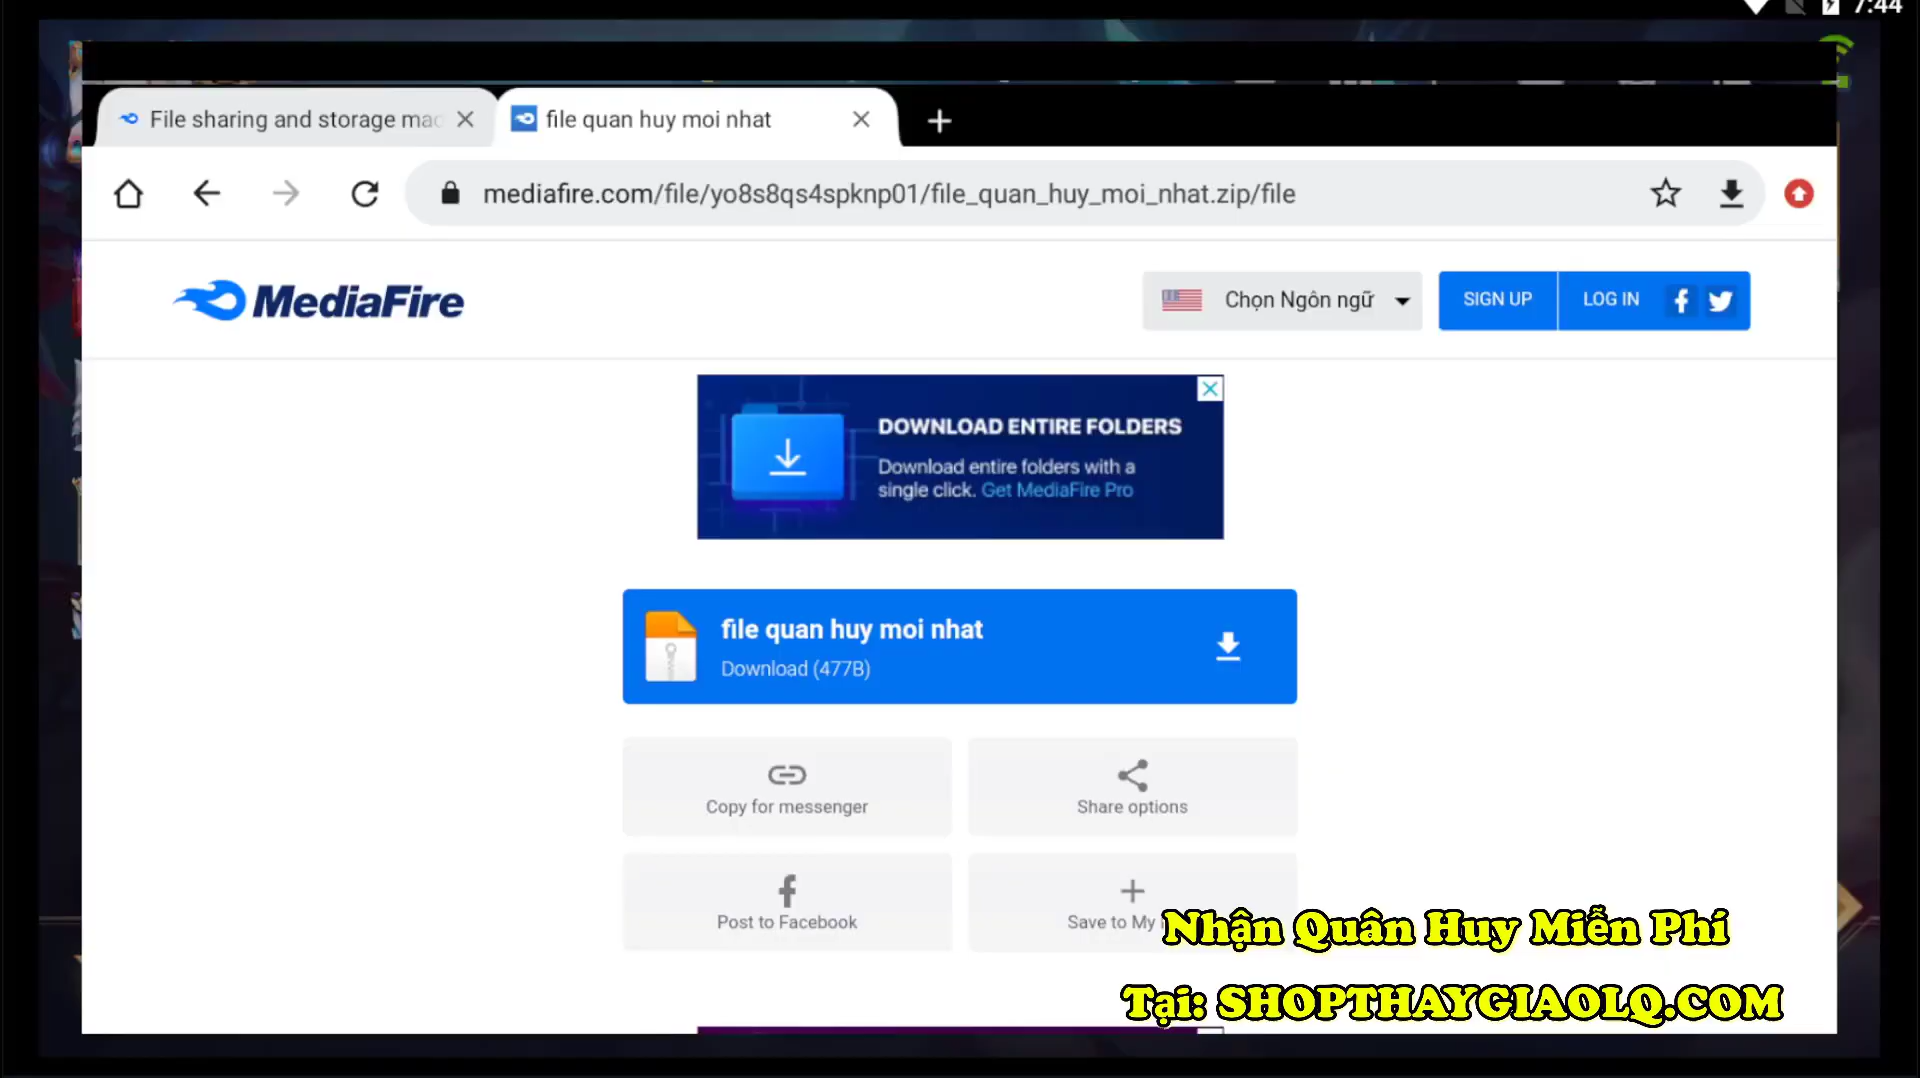 7:44
File sharing and storage mac
file quan huy moi nhat
mediafire.com/file/yo8s8qs4spknp01/file_quan_huy_moi_nhat.zip/file
MediaFire
Chọn Ngôn ngữ
SIGN UP
LOG IN
DOWNLOAD ENTIRE FOLDERS
Download entire folders with a
single click. Get MediaFire Pro
file quan huy moi nhat
Download (477B)
Copy for messenger
Share options
Post to Facebook
Save to My
Nhận Quân Huy Miễn Phí
Tại: SHOPTHAYGIAOLQ.COM